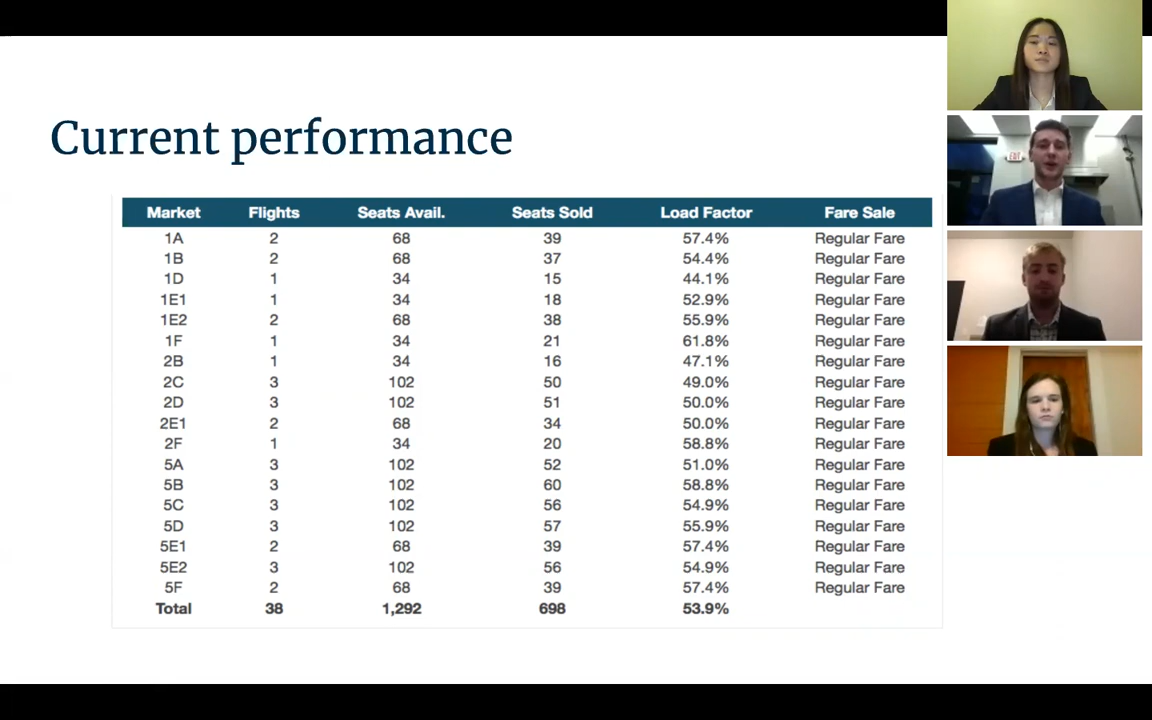 Current performance
Market Flights Seats Avail. Seats Sold Load Factor Fare Sale
1A 2 68 39 57.4% Regular Fare
1B 2 68 37 54.4% Regular Fare
1D 1 34 15 44.1% Regular Fare
1E1 1 34 18 52.9% Regular Fare
1E2 2 68 38 55.9% Regular Fare
1F 1 34 21 61.8% Regular Fare
2B 1 34 16 47.1% Regular Fare
2C 3 102 50 49.0% Regular Fare
2D 3 102 51 50.0% Regular Fare
2E1 2 68 34 50.0% Regular Fare
2F 1 34 20 58.8% Regular Fare
5A 3 102 52 51.0% Regular Fare
5B 3 102 60 58.8% Regular Fare
5C 3 102 56 54.9% Regular Fare
5D 3 102 57 55.9% Regular Fare
5E1 2 68 39 57.4% Regular Fare
5E2 3 102 56 54.9% Regular Fare
5F 2 68 39 57.4% Regular Fare
Total 38 1,292 698 53.9%
EXIT